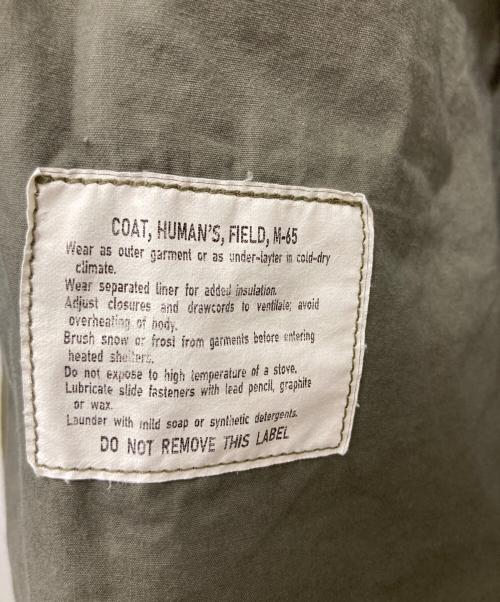 COAT, HUMAN'S, FIELD, M-65
Wear as outer garment or as under-layter in cold-dry
climate.
Wear separated liner for added insulation.
Adjust closures and drawcords to ventilate; avoid
overheating of body.
Brush snow or frost from garments before entering
heated shelters.
Do not expose to high temperature of a stove.
Lubricate slide fasteners with lead pencil, graphite
or wax.
Launder with mild soap or synthetic detergents.
DO NOT REMOVE THIS LABEL